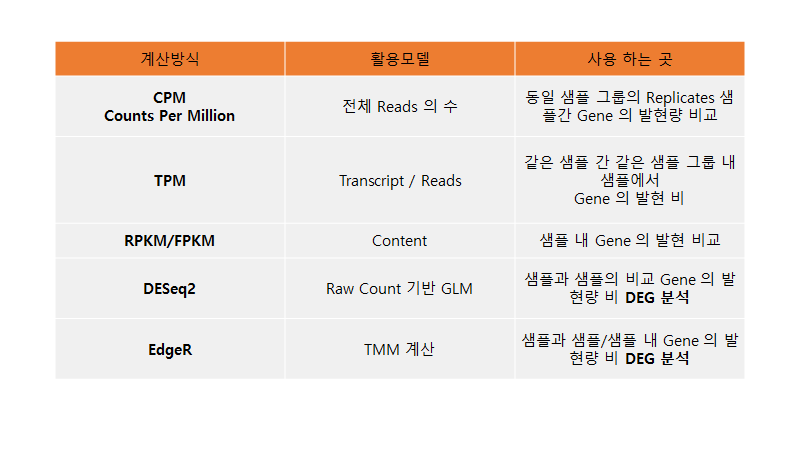 계산방식
활용모델
사용 하는 곳
CPM
Counts Per Million
전체 Reads 의 수
동일 샘플 그룹의 Replicates 샘
플간 Gene 의 발현량 비교
TPM
Transcript / Reads
같은 샘플 간 같은 샘플 그룹 내
샘플에서
Gene 의 발현 비
RPKM/FPKM
Content
샘플 내 Gene 의 발현 비교
DESeq2
Raw Count 기반 GLM
샘플과 샘플의 비교 Gene 의 발
현량 비 DEG 분석
EdgeR
TMM 계산
샘플과 샘플/샘플 내 Gene 의 발
현량 비 DEG 분석